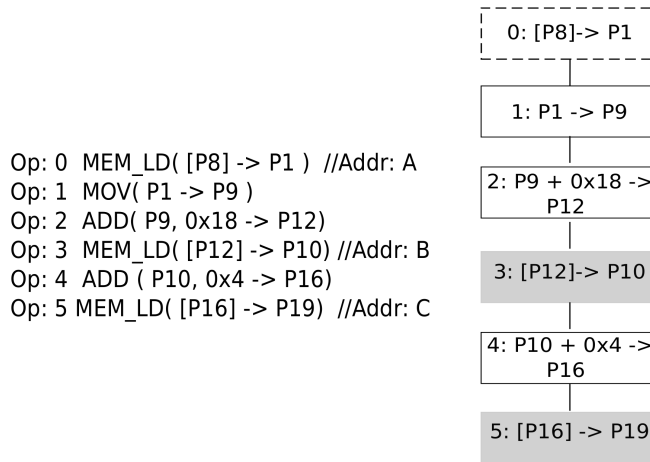 Op: 0 MEM_LD( [P8] -> P1 ) //Addr: A
Op: 1 MOV( P1 -> P9 )
Op: 2 ADD( P9, 0x18 -> P12)
Op: 3 MEM_LD( [P12] -> P10) //Addr: B
Op: 4 ADD ( P10, 0x4 -> P16)
Op: 5 MEM_LD( [P16] -> P19) //Addr: C
0: [P8]-> P1
1: P1 -> P9
2: P9 + 0x18 ->
P12
3: [P12]-> P10
4: P10 + 0x4 ->
P16
5: [P16] -> P19